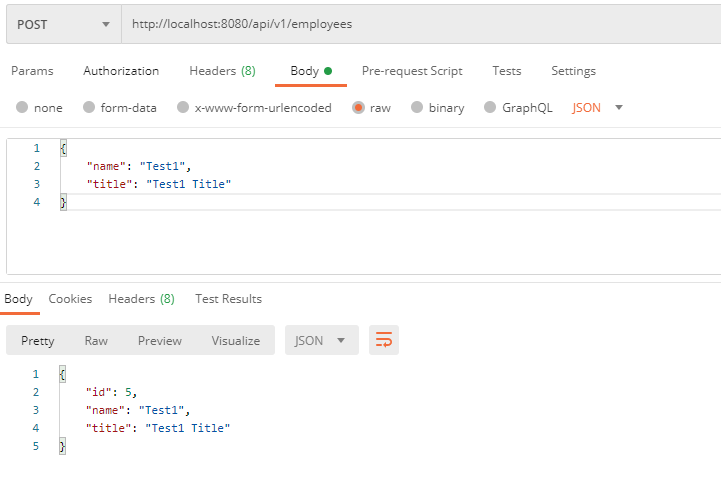 POST http://localhost:8080/api/v1/employees
Params Authorization Headers (8) Body Pre-request Script Tests Settings
none form-data x-www-form-urlencoded raw binary GraphQL JSON
1 {
2 "name": "Test1",
3 "title": "Test1 Title"
4 }
Body Cookies Headers (8) Test Results
Pretty Raw Preview Visualize JSON
1 {
2 "id": 5,
3 "name": "Test1",
4 "title": "Test1 Title"
5 }